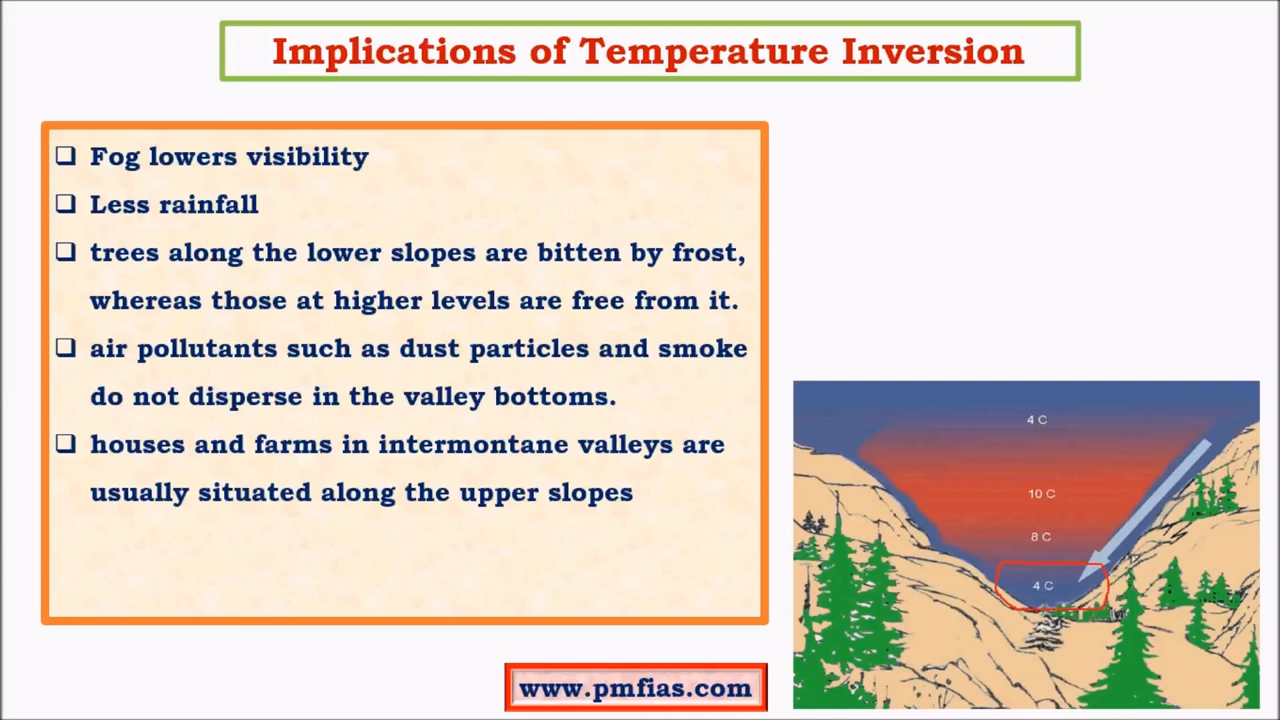 Implications of Temperature Inversion
❑ Fog lowers visibility
❑ Less rainfall
❑ trees along the lower slopes are bitten by frost,
whereas those at higher levels are free from it.
❑ air pollutants such as dust particles and smoke
do not disperse in the valley bottoms.
❑ houses and farms in intermontane valleys are
usually situated along the upper slopes
4 C
10 C
8 C
4 C
www.pmfias.com